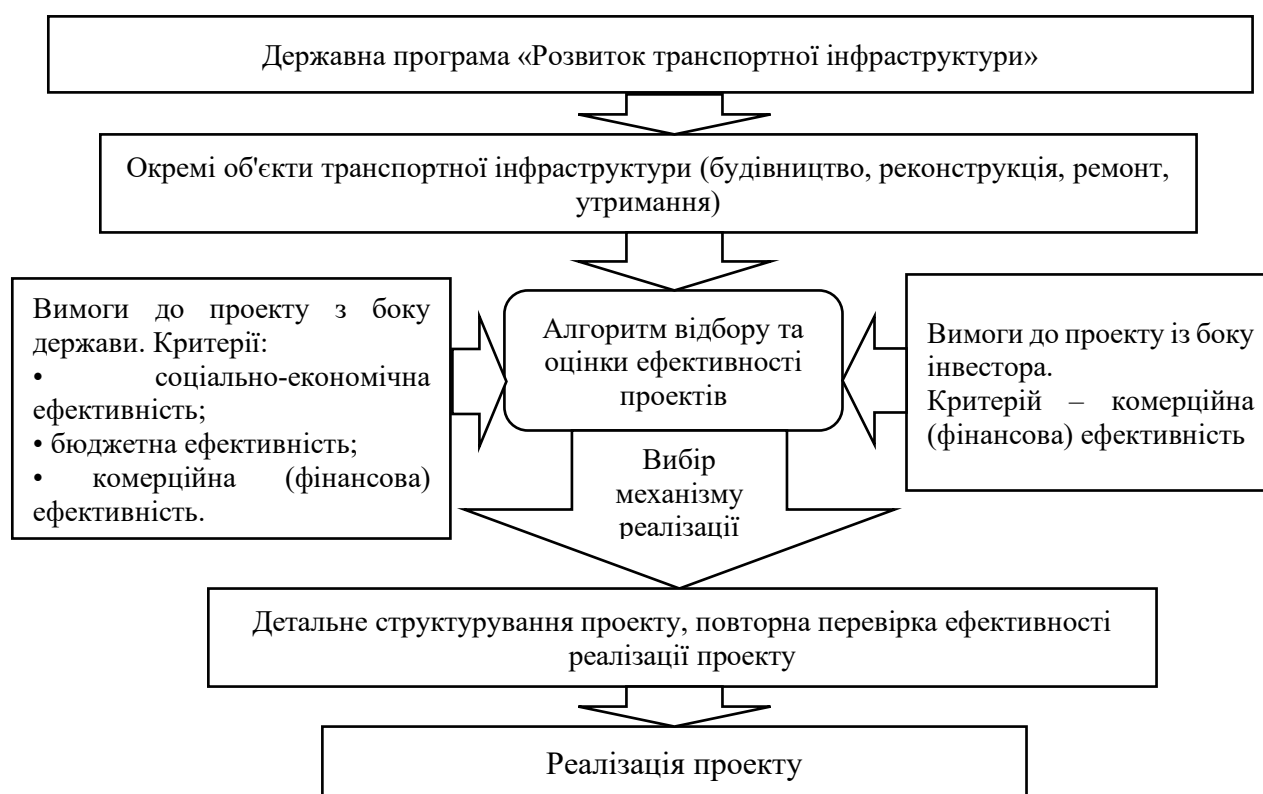 Державна програма «Розвиток транспортної інфраструктури»
Окремі об'єкти транспортної інфраструктури (будівництво, реконструкція, ремонт,
утримання)
Вимоги до проекту з боку
держави. Критерії:
• соціально-економічна
ефективність;
• бюджетна ефективність;
• комерційна (фінансова)
ефективність.
Алгоритм відбору та
оцінки ефективності
проектів
Вимоги до проекту із боку
інвестора.
Критерій – комерційна
(фінансова) ефективність
Вибір
механізму
реалізації
Детальне структурування проекту, повторна перевірка ефективності
реалізації проекту
Реалізація проекту